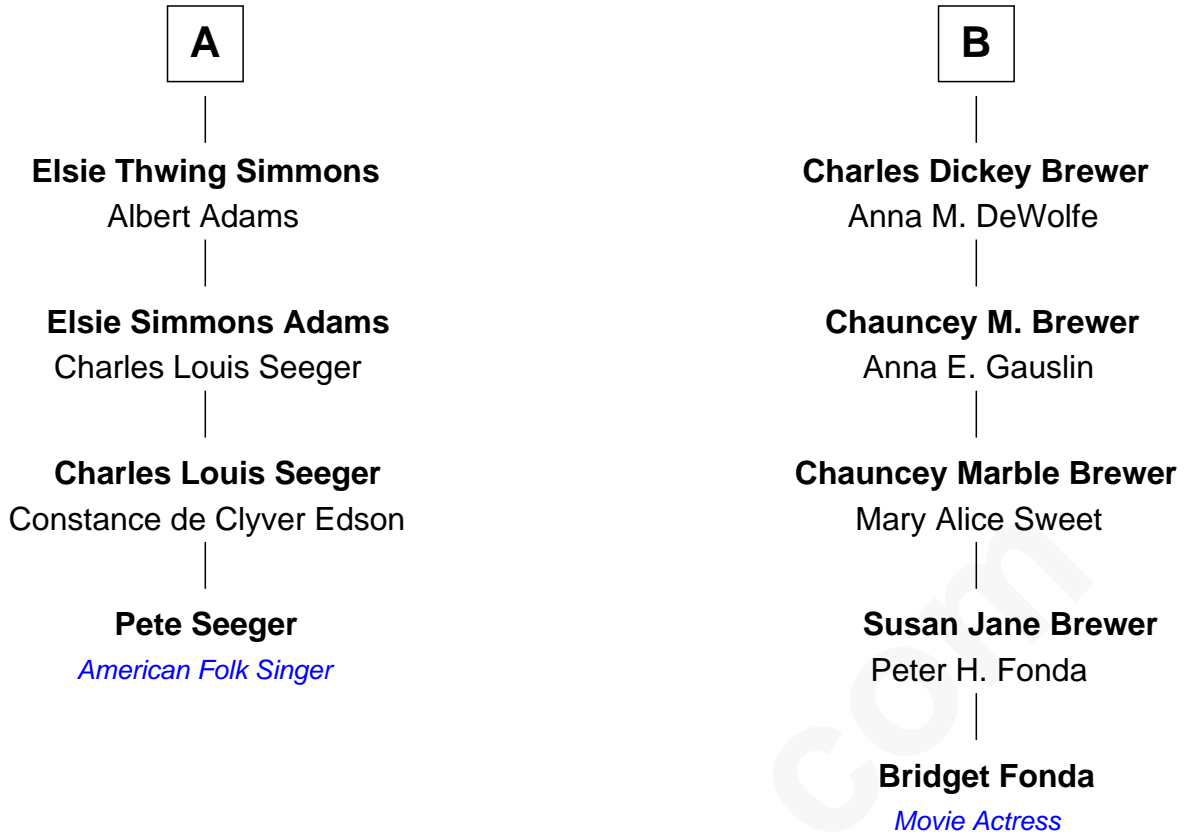 A
Elsie Thwing Simmons
Albert Adams
Elsie Simmons Adams
Charles Louis Seeger
Charles Louis Seeger
Constance de Clyver Edson
Pete Seeger
American Folk Singer
B
Charles Dickey Brewer
Anna M. DeWolfe
Chauncey M. Brewer
Anna E. Gauslin
Chauncey Marble Brewer
Mary Alice Sweet
Susan Jane Brewer
Peter H. Fonda
Bridget Fonda
Movie Actress
com